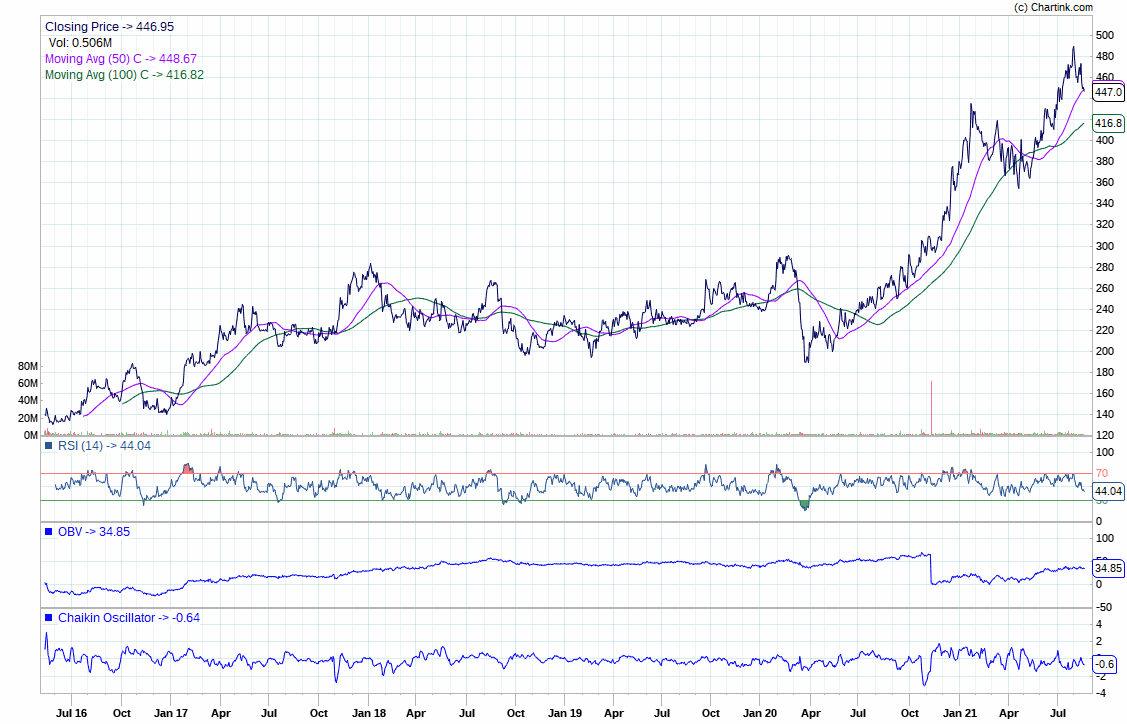 (c) Chartink.com
Closing Price -> 446.95
Vol: 0.506M
Moving Avg (50) C -> 448.67
Moving Avg (100) C -> 416.82
500
480
460
447.0
416.8
400
380
360
340
320
300
280
260
240
220
200
180
160
140
120
80M
60M
40M
20M
0M
RSI (14) -> 44.04
100
70
44.04
0
OBV -> 34.85
100
34.85
0
-50
Chaikin Oscillator -> -0.64
4
2
-0.6
-2
-4
Jul 16 Oct Jan 17 Apr Jul Oct Jan 18 Apr Jul Oct Jan 19 Apr Jul Oct Jan 20 Apr Jul Oct Jan 21 Apr Jul